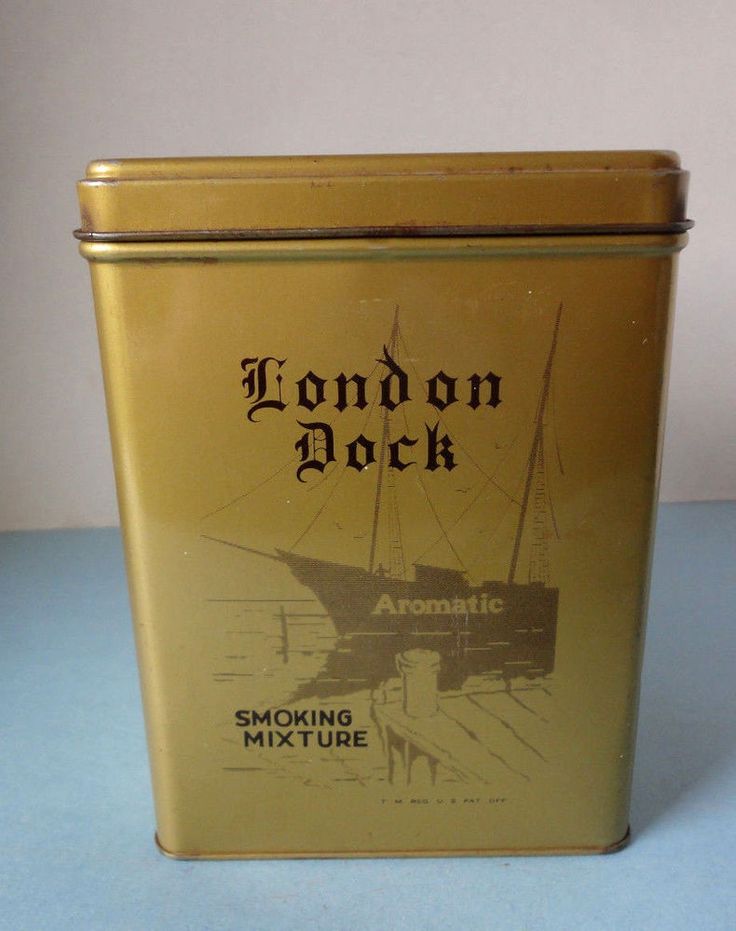 London
Dock
Aromatic
SMOKING
MIXTURE
T M REG U S PAT OFF